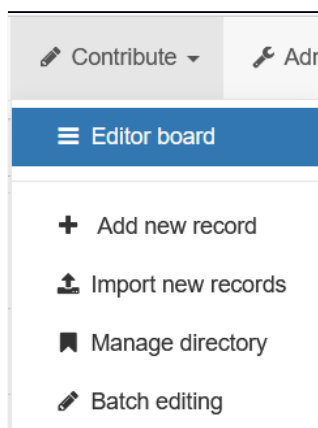 Contribute
Editor board
Add new record
Import new records
Manage directory
Batch editing